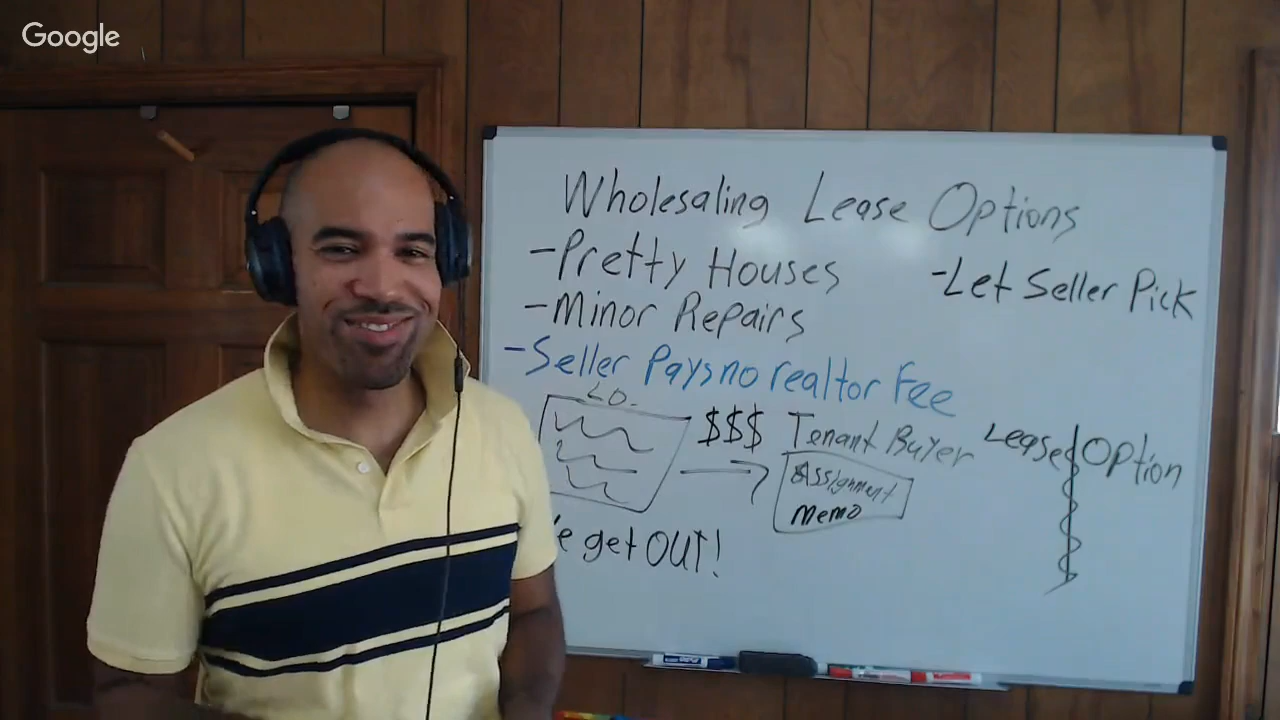 Google
Wholesaling Lease Options
-Pretty Houses
-Let Seller Pick
-Minor Repairs
-Seller Pays no realtor Fee
LO.
$$$ Tenant Buyer
Lease Option
Assignment
memo
e get OUT!